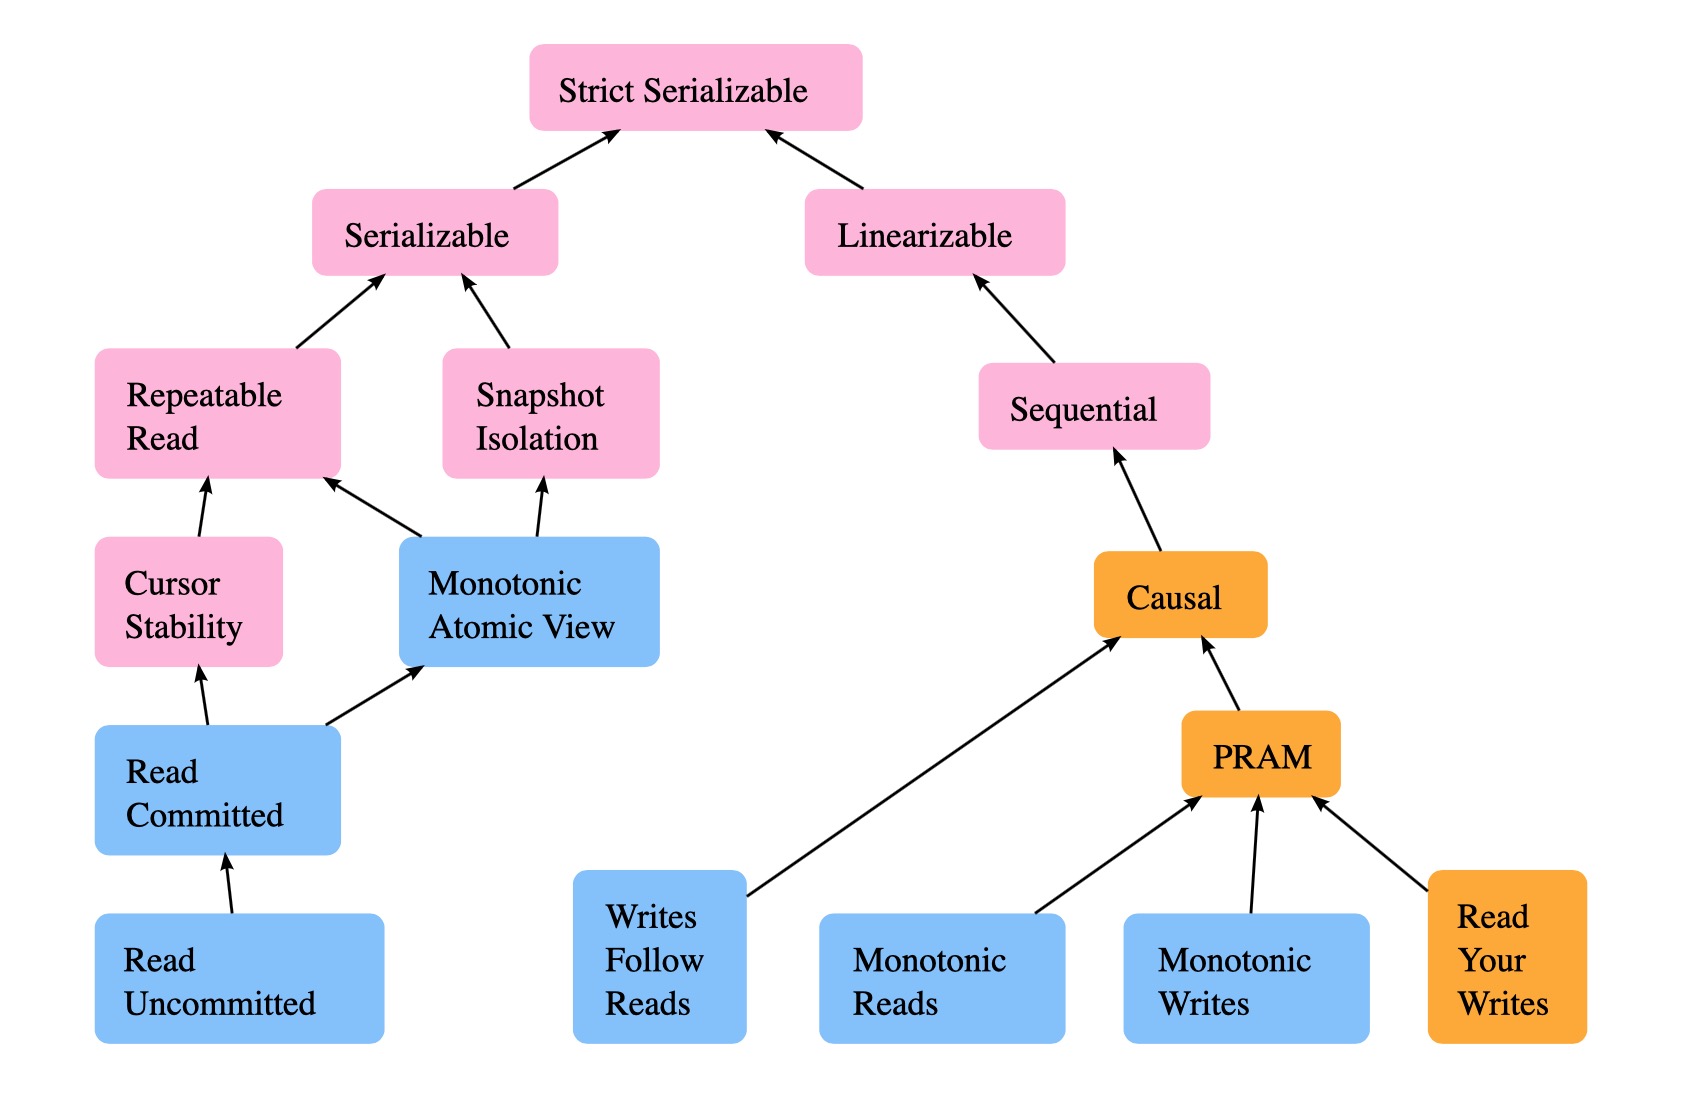 Strict Serializable
Serializable
Linearizable
Repeatable
Read
Snapshot
Isolation
Sequential
Cursor
Stability
Monotonic
Atomic View
Causal
Read
Committed
PRAM
Read
Uncommitted
Writes
Follow
Reads
Monotonic
Reads
Monotonic
Writes
Read
Your
Writes